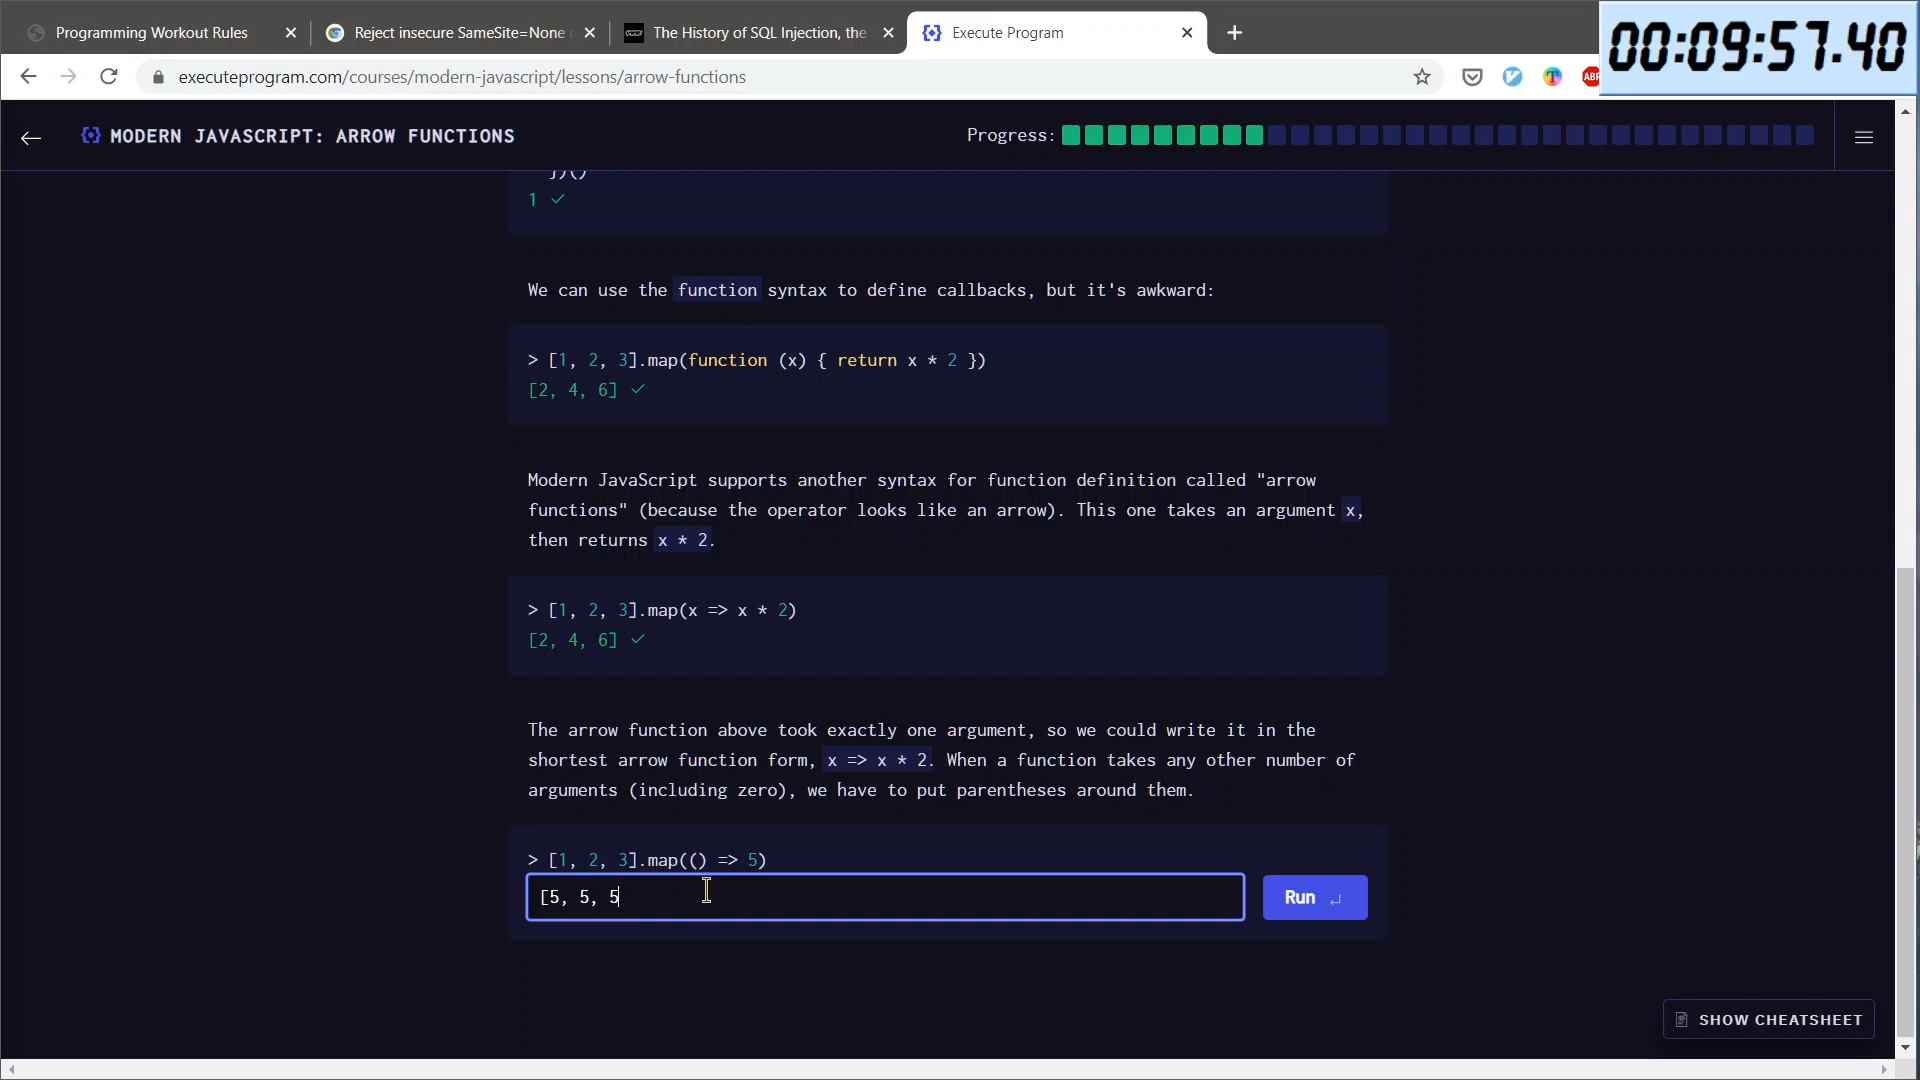 Programming Workout Rules
Reject insecure SameSite=None
The History of SQL Injection, the
Execute Program
00:09:57.40
executeprogram.com/courses/modern-javascript/lessons/arrow-functions
ABP
MODERN JAVASCRIPT: ARROW FUNCTIONS
Progress:
})()
1 ✓
We can use the function syntax to define callbacks, but it's awkward:
> [1, 2, 3].map(function (x) { return x * 2 })
[2, 4, 6] ✓
Modern JavaScript supports another syntax for function definition called "arrow
functions" (because the operator looks like an arrow). This one takes an argument x,
then returns x * 2.
> [1, 2, 3].map(x => x * 2)
[2, 4, 6] ✓
The arrow function above took exactly one argument, so we could write it in the
shortest arrow function form, x => x * 2. When a function takes any other number of
arguments (including zero), we have to put parentheses around them.
> [1, 2, 3].map(() => 5)
[5, 5, 5
Run
SHOW CHEATSHEET